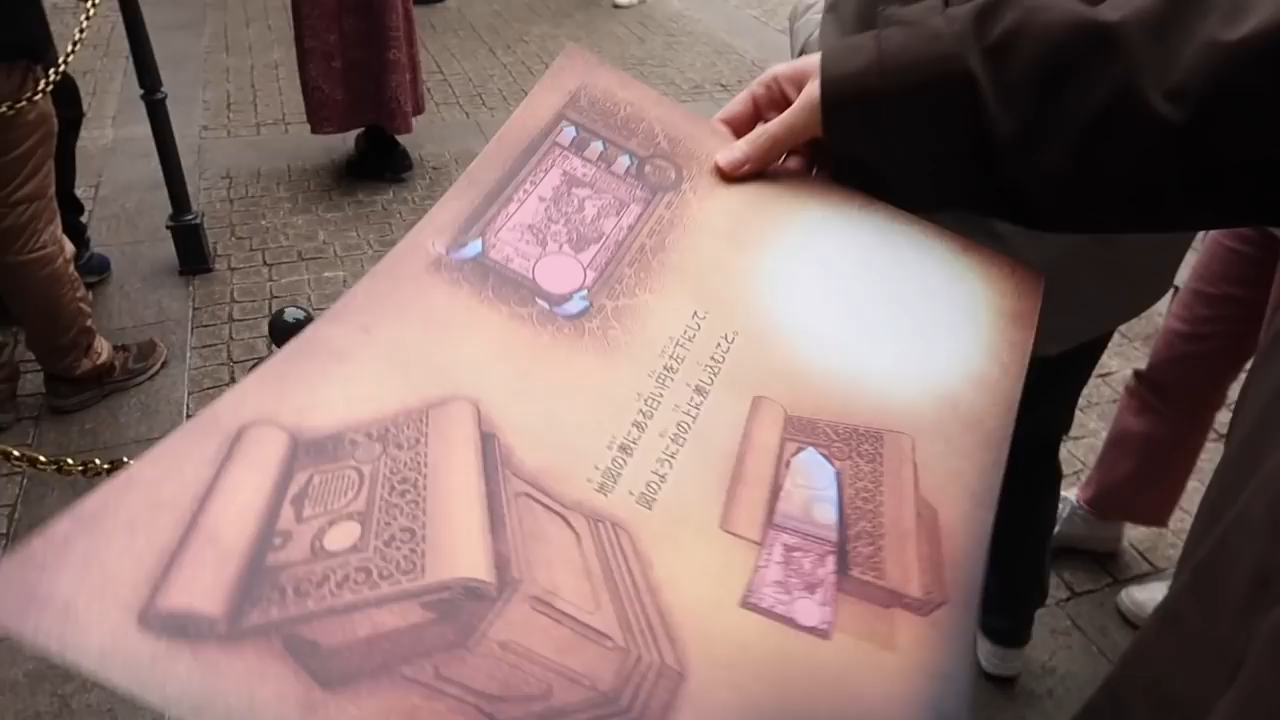 地図の表にある白い円を左下にして、
図のように台の上に差し込むこと。